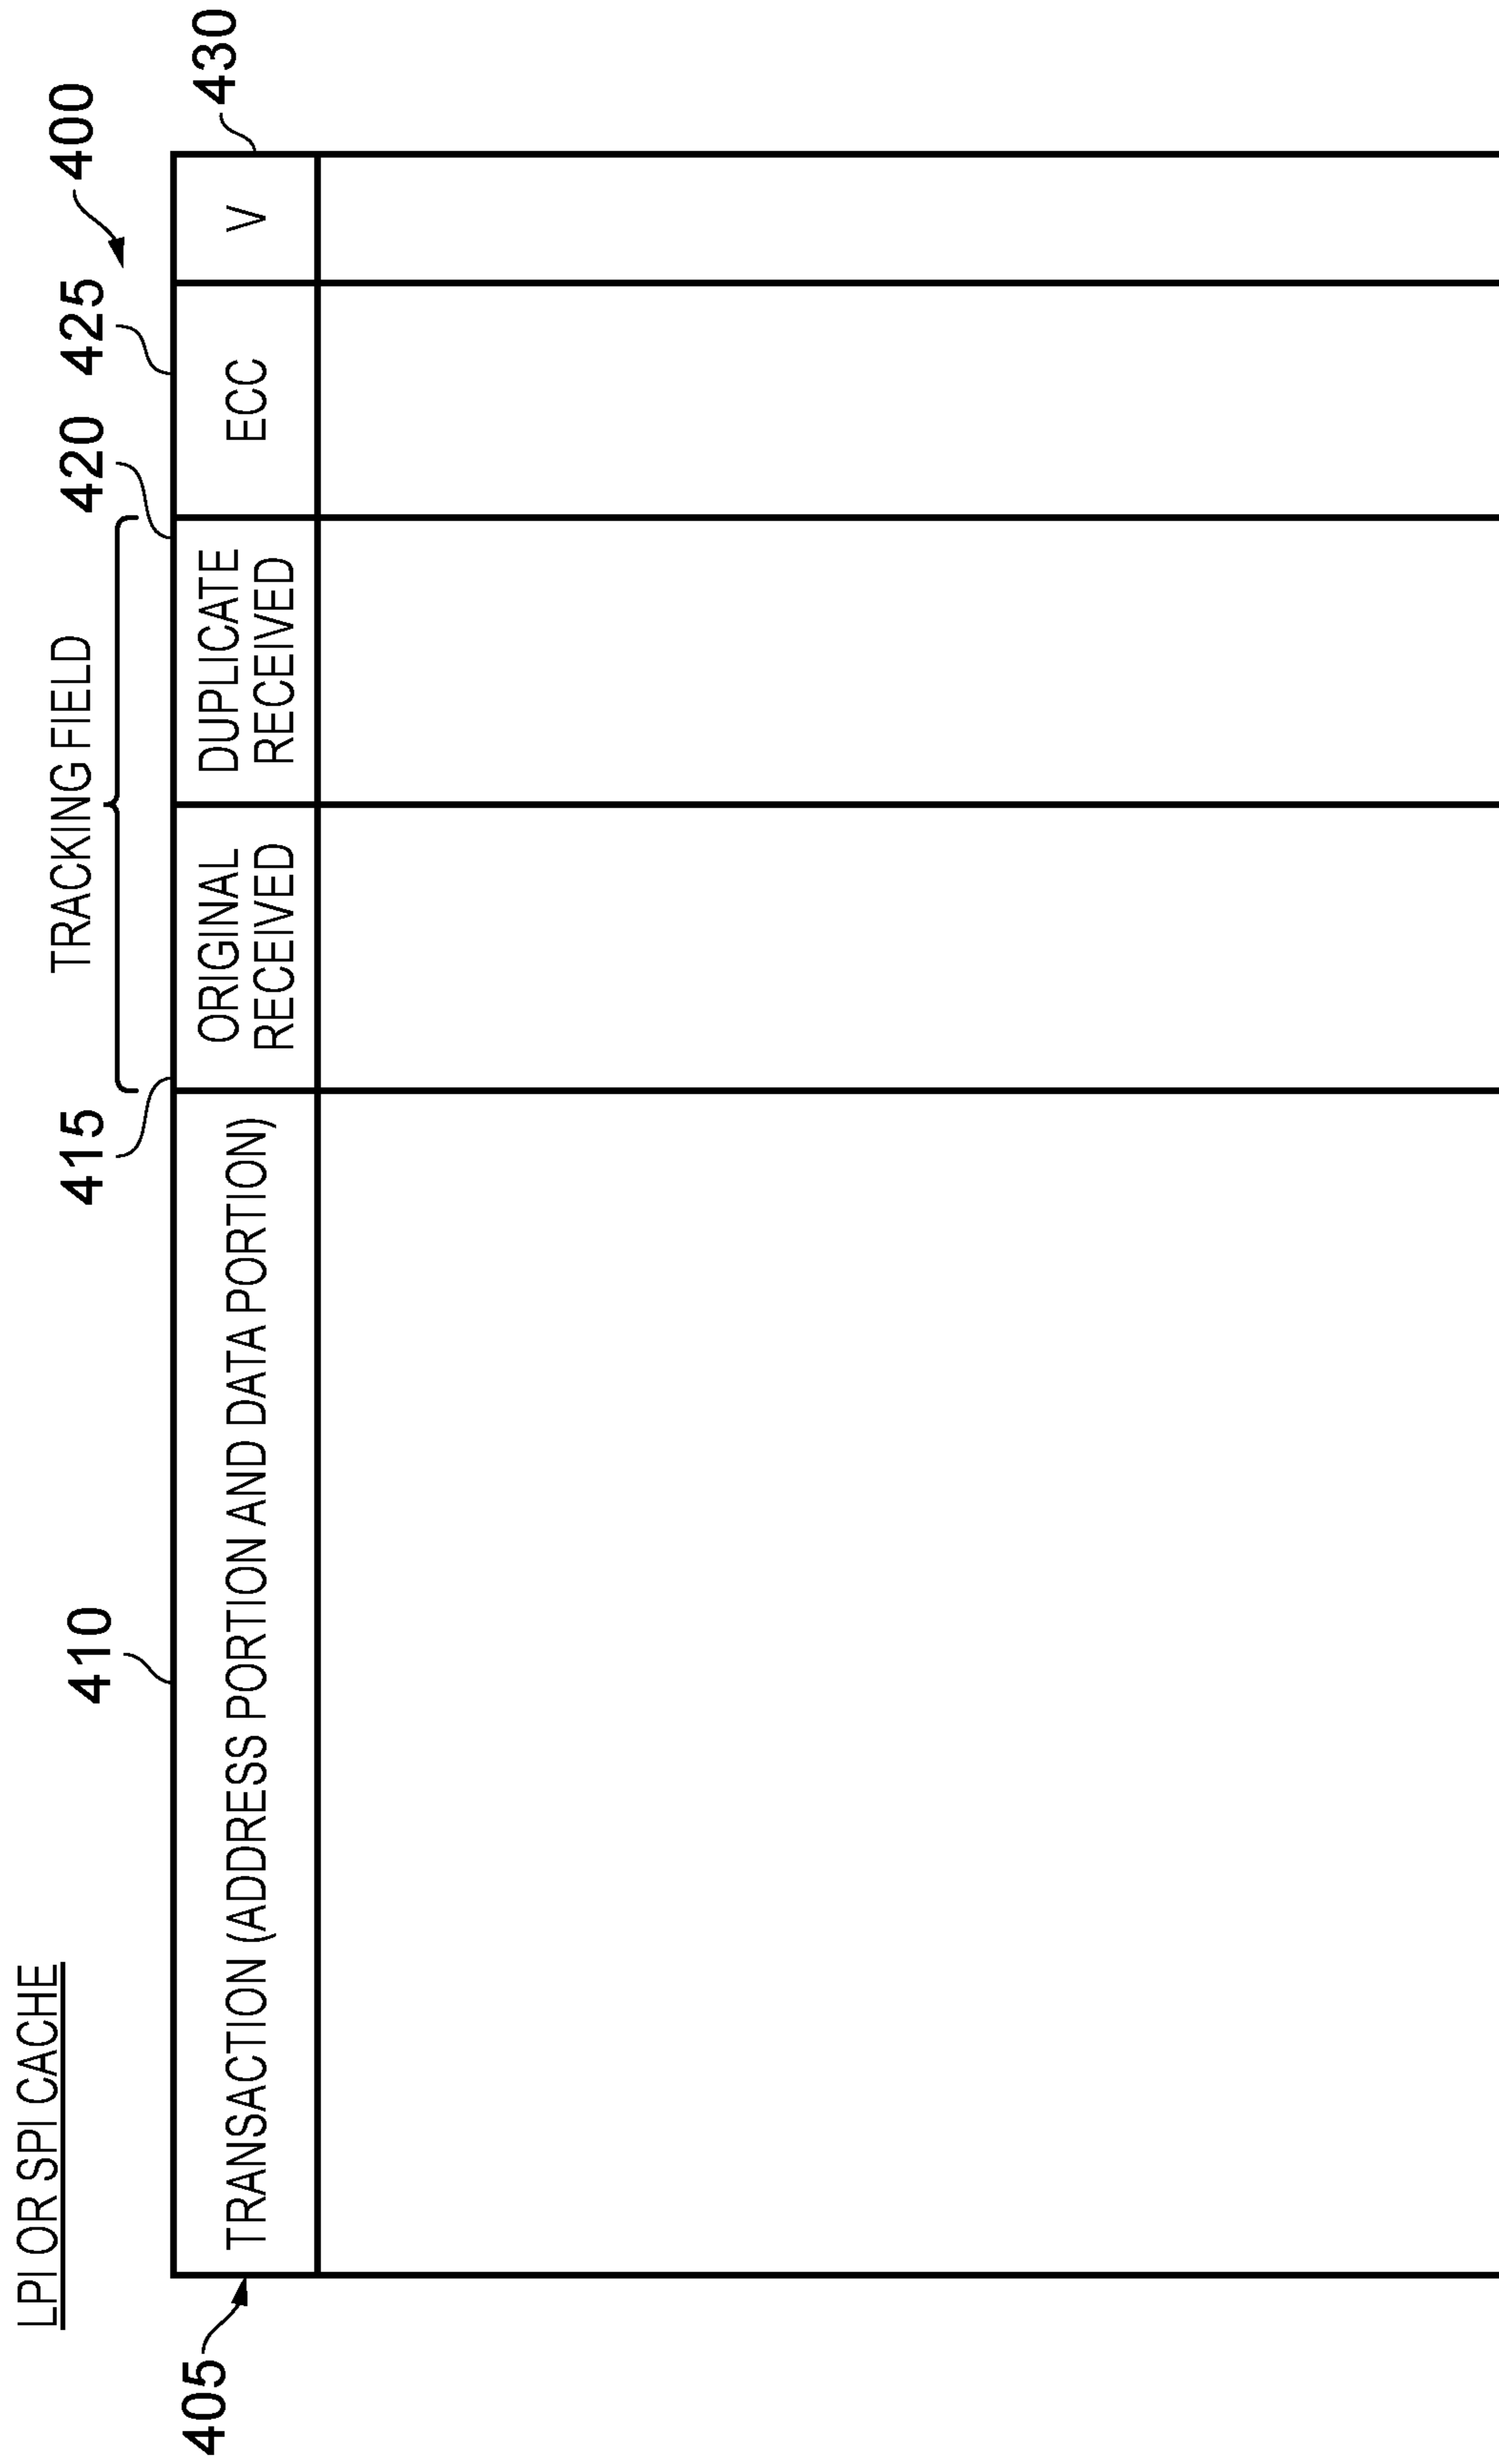 LPI OR SPI CACHE
TRACKING FIELD
400
410
415
420
425
405
TRANSACTION (ADDRESS PORTION AND DATA PORTION)
ORIGINAL
RECEIVED
DUPLICATE
RECEIVED
ECC
V
430